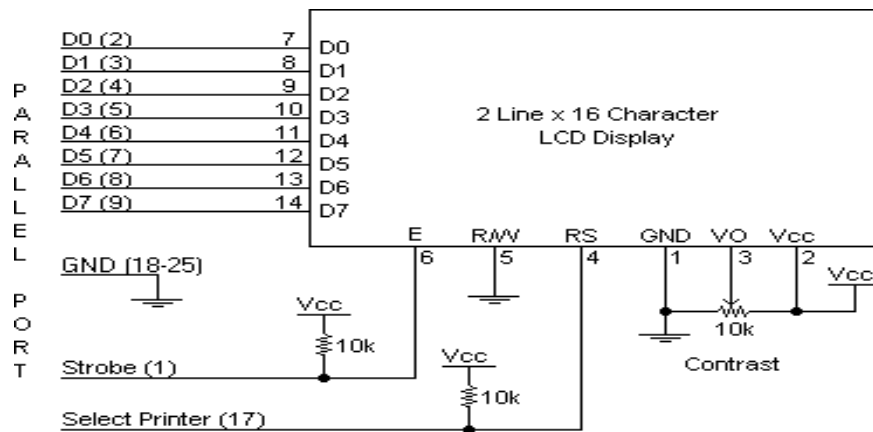 D0 (2) 7 D0
D1 (3) 8 D1
D2 (4) 9 D2
D3 (5) 10 D3
D4 (6) 11 D4
D5 (7) 12 D5
D6 (8) 13 D6
D7 (9) 14 D7
PARALLEL PORT
2 Line x 16 Character
LCD Display
E R/W RS GND VO Vcc
6 5 4 1 3 2
GND (18-25)
Vcc
Vcc
10k
10k
Vcc
Contrast
Strobe (1)
10k
Select Printer (17)